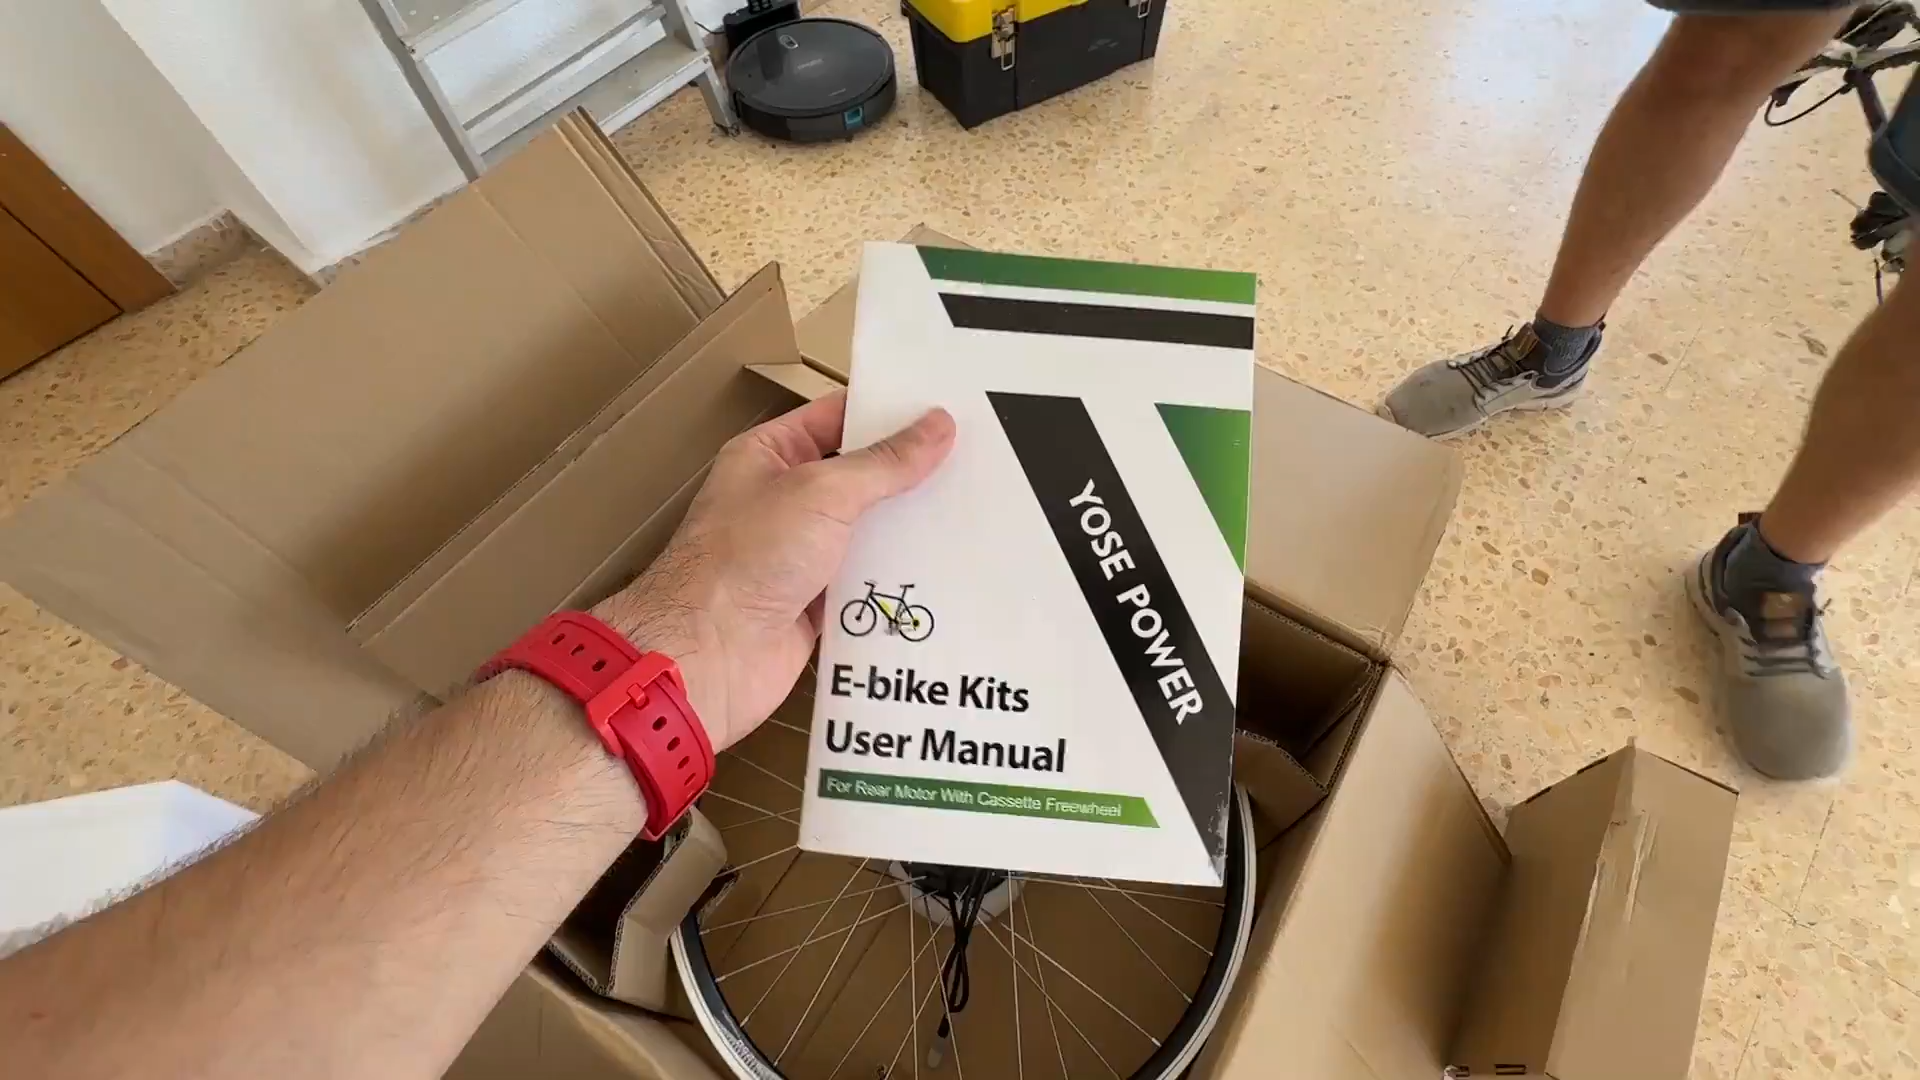 YOSE POWER
E-bike Kits
User Manual
For Rear Motor With Cassette Freewheel